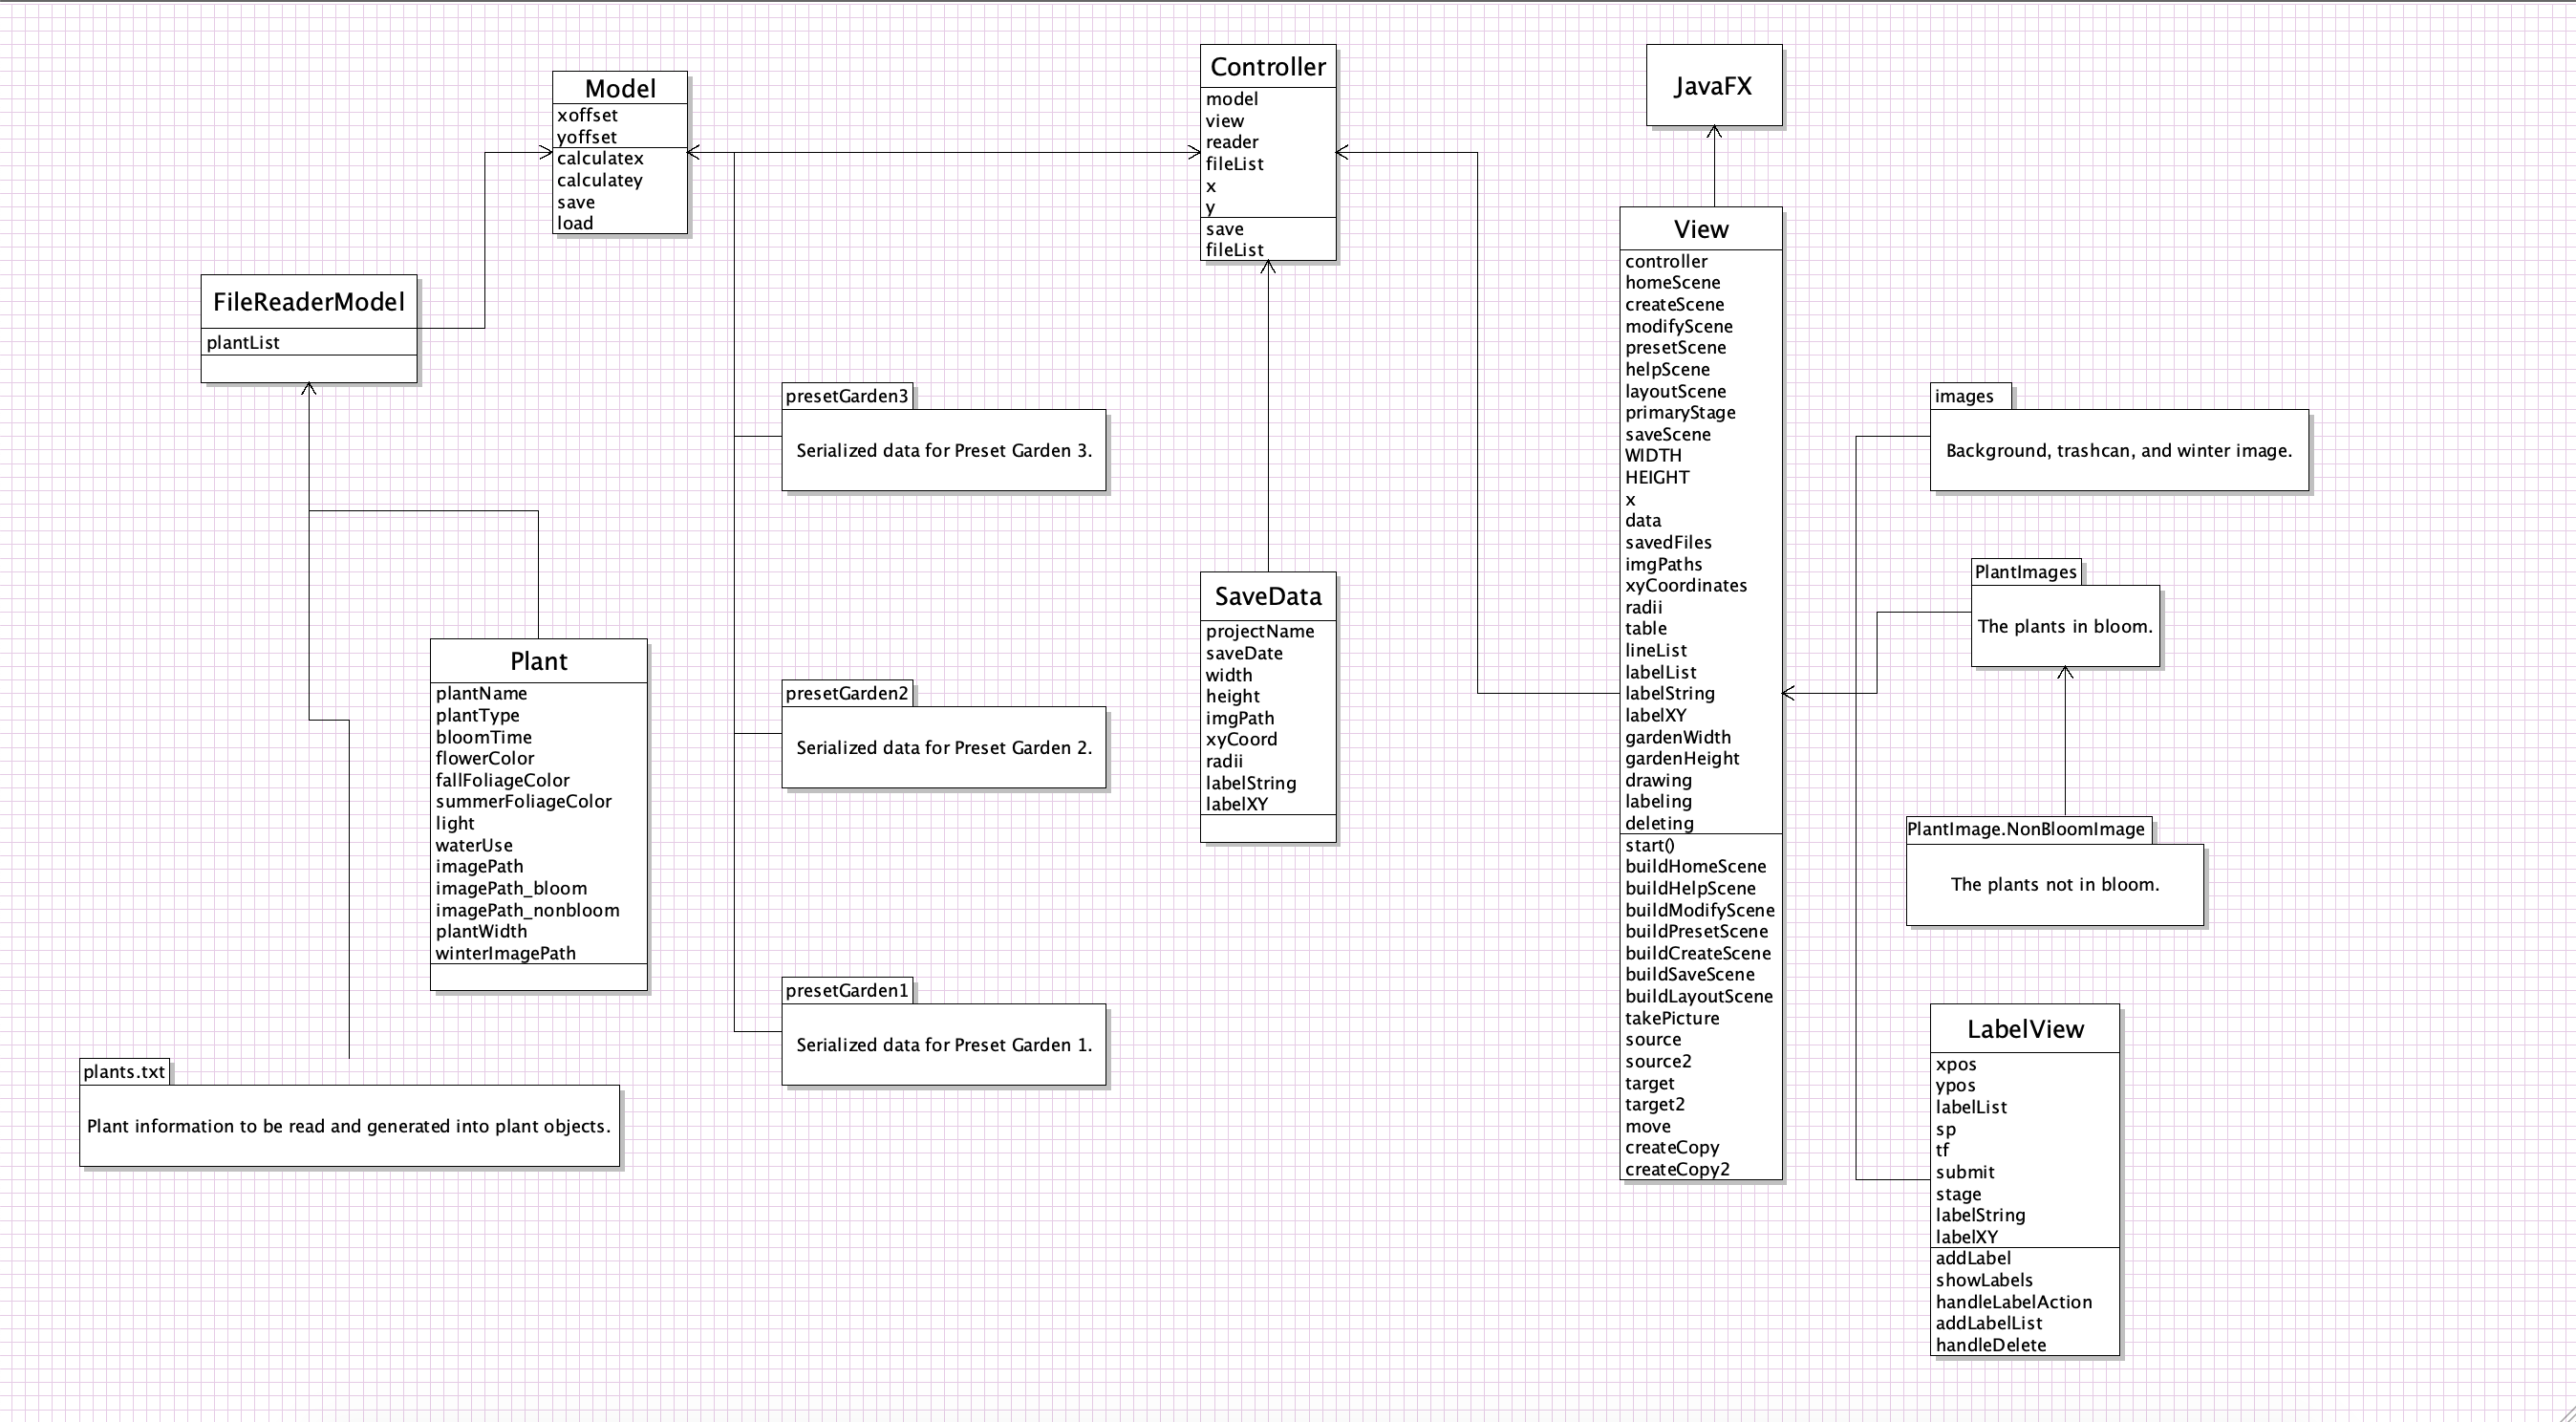 Model
xoffset
yoffset
calculatex
calculatey
save
load
Controller
model
view
reader
fileList
x
y
save
fileList
JavaFX
View
controller
homeScene
createScene
modifyScene
presetScene
helpScene
layoutScene
primaryStage
saveScene
WIDTH
HEIGHT
x
data
savedFiles
imgPaths
xyCoordinates
radii
table
lineList
labelList
labelString
labelXY
gardenWidth
gardenHeight
drawing
labeling
deleting
start()
buildHomeScene
buildHelpScene
buildModifyScene
buildPresetScene
buildCreateScene
buildSaveScene
buildLayoutScene
takePicture
source
source2
target
target2
move
createCopy
createCopy2
FileReaderModel
plantList
presetGarden3
Serialized data for Preset Garden 3.
images
Background, trashcan, and winter image.
PlantImages
The plants in bloom.
SaveData
projectName
saveDate
width
height
imgPath
xyCoord
radii
labelString
labelXY
Plant
plantName
plantType
bloomTime
flowerColor
fallFoliageColor
summerFoliageColor
light
waterUse
imagePath
imagePath_bloom
imagePath_nonbloom
plantWidth
winterImagePath
presetGarden2
Serialized data for Preset Garden 2.
PlantImage.NonBloomImage
The plants not in bloom.
presetGarden1
Serialized data for Preset Garden 1.
LabelView
xpos
ypos
labelList
sp
tf
submit
stage
labelString
labelXY
addLabel
showLabels
handleLabelAction
addLabelList
handleDelete
plants.txt
Plant information to be read and generated into plant objects.